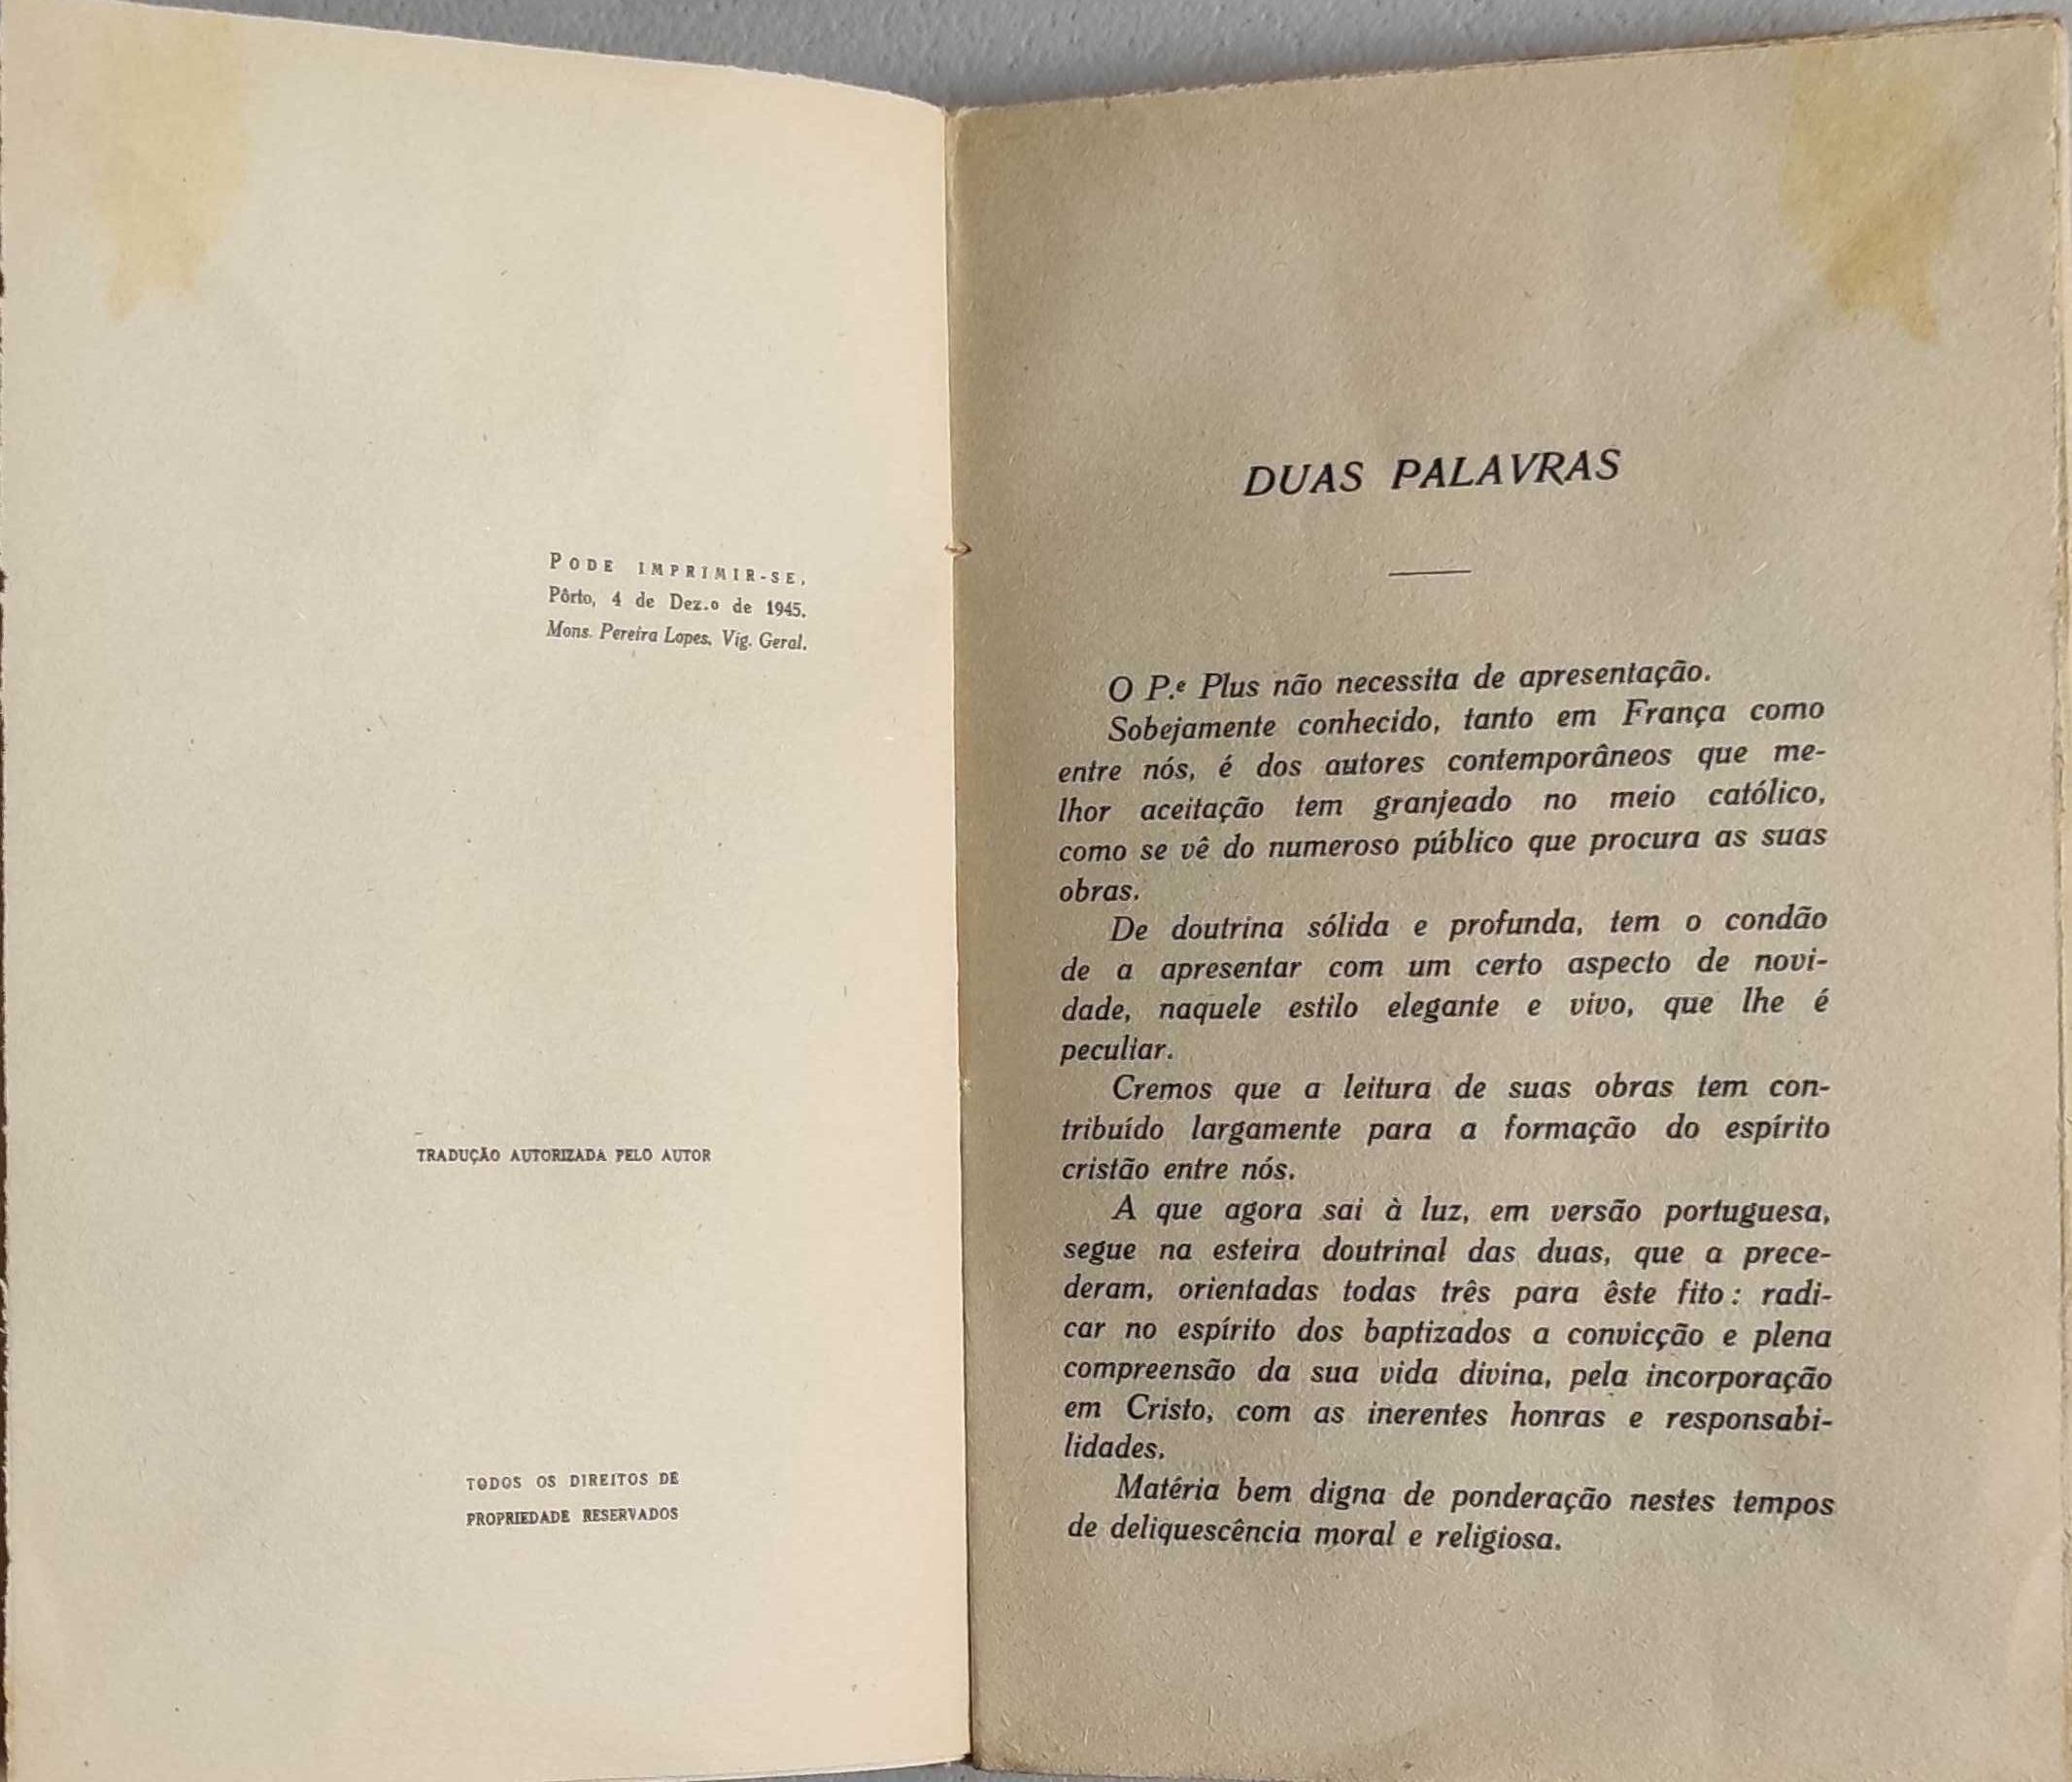 PODE IMPRIMIR-SE,
Pôrto, 4 de Dez.o de 1945.
Mons. Pereira Lopes, Vig. Geral.
TRADUÇÃO AUTORIZADA PELO AUTOR
TODOS OS DIREITOS DE
PROPRIEDADE RESERVADOS
DUAS PALAVRAS
O P.e Plus não necessita de apresentação.
Sobejamente conhecido, tanto em França como
entre nós, é dos autores contemporâneos que me-
lhor aceitação tem granjeado no meio católico,
como se vê do numeroso público que procura as suas
obras.
De doutrina sólida e profunda, tem o condão
de a apresentar com um certo aspecto de novi-
dade, naquele estilo elegante e vivo, que lhe é
peculiar.
Cremos que a leitura de suas obras tem con-
tribuído largamente para a formação do espírito
cristão entre nós.
A que agora sai à luz, em versão portuguesa,
segue na esteira doutrinal das duas, que a prece-
deram, orientadas todas três para êste fito: radi-
car no espírito dos baptizados a convicção e plena
compreensão da sua vida divina, pela incorporação
em Cristo, com as inerentes honras e responsabi-
lidades.
Matéria bem digna de ponderação nestes tempos
de deliquescência moral e religiosa.